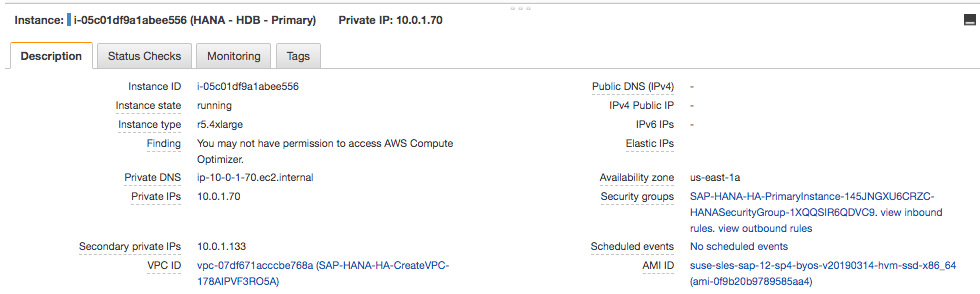 Instance: i-05c01df9a1abee556 (HANA - HDB - Primary) Private IP: 10.0.1.70
Description Status Checks Monitoring Tags
Instance ID i-05c01df9a1abee556
Instance state running
Instance type r5.4xlarge
Finding You may not have permission to access AWS Compute
Optimizer.
Private DNS ip-10-0-1-70.ec2.internal
Private IPs 10.0.1.70
Secondary private IPs 10.0.1.133
VPC ID vpc-07df671acccbe768a (SAP-HANA-HA-CreateVPC-
178AIPVF3RO5A)
Public DNS (IPv4) -
IPv4 Public IP -
IPv6 IPs -
Elastic IPs
Availability zone us-east-1a
Security groups SAP-HANA-HA-PrimaryInstance-145JNGXU6CRZC-
HANASecurityGroup-1XQQSIR6QDVC9. view inbound
rules. view outbound rules
Scheduled events No scheduled events
AMI ID suse-sles-sap-12-sp4-byos-v20190314-hvm-ssd-x86_64
(ami-0f9b20b9789585aa4)